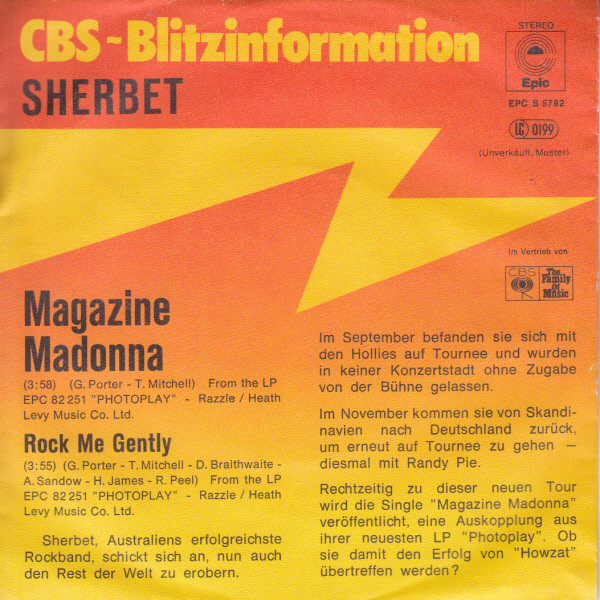 CBS~Blitzinformation
SHERBET
STEREO
Epic
EPC S 5782
LC 0199
(Unverkäufl. Muster)
Im Vertrieb von
CBS
The
Family
Of
Music
Magazine
Madonna
(3:58) (G. Porter - T. Mitchell) From the LP
EPC 82 251 "PHOTOPLAY" - Razzle / Heath
Levy Music Co. Ltd.
Rock Me Gently
(3:55) (G. Porter - T. Mitchell - D. Braithwaite -
A. Sandow - H. James - R. Peel) From the LP
EPC 82 251 "PHOTOPLAY" - Razzle / Heath
Levy Music Co. Ltd.
Sherbet, Australiens erfolgreichste
Rockband, schickt sich an, nun auch
den Rest der Welt zu erobern.
Im September befanden sie sich mit
den Hollies auf Tournee und wurden
in keiner Konzertstadt ohne Zugabe
von der Bühne gelassen.
Im November kommen sie von Skandi-
navien nach Deutschland zurück,
um erneut auf Tournee zu gehen –
diesmal mit Randy Pie.
Rechtzeitig zu dieser neuen Tour
wird die Single "Magazine Madonna"
veröffentlicht, eine Auskopplung aus
ihrer neuesten LP "Photoplay". Ob
sie damit den Erfolg von "Howzat"
übertreffen werden?